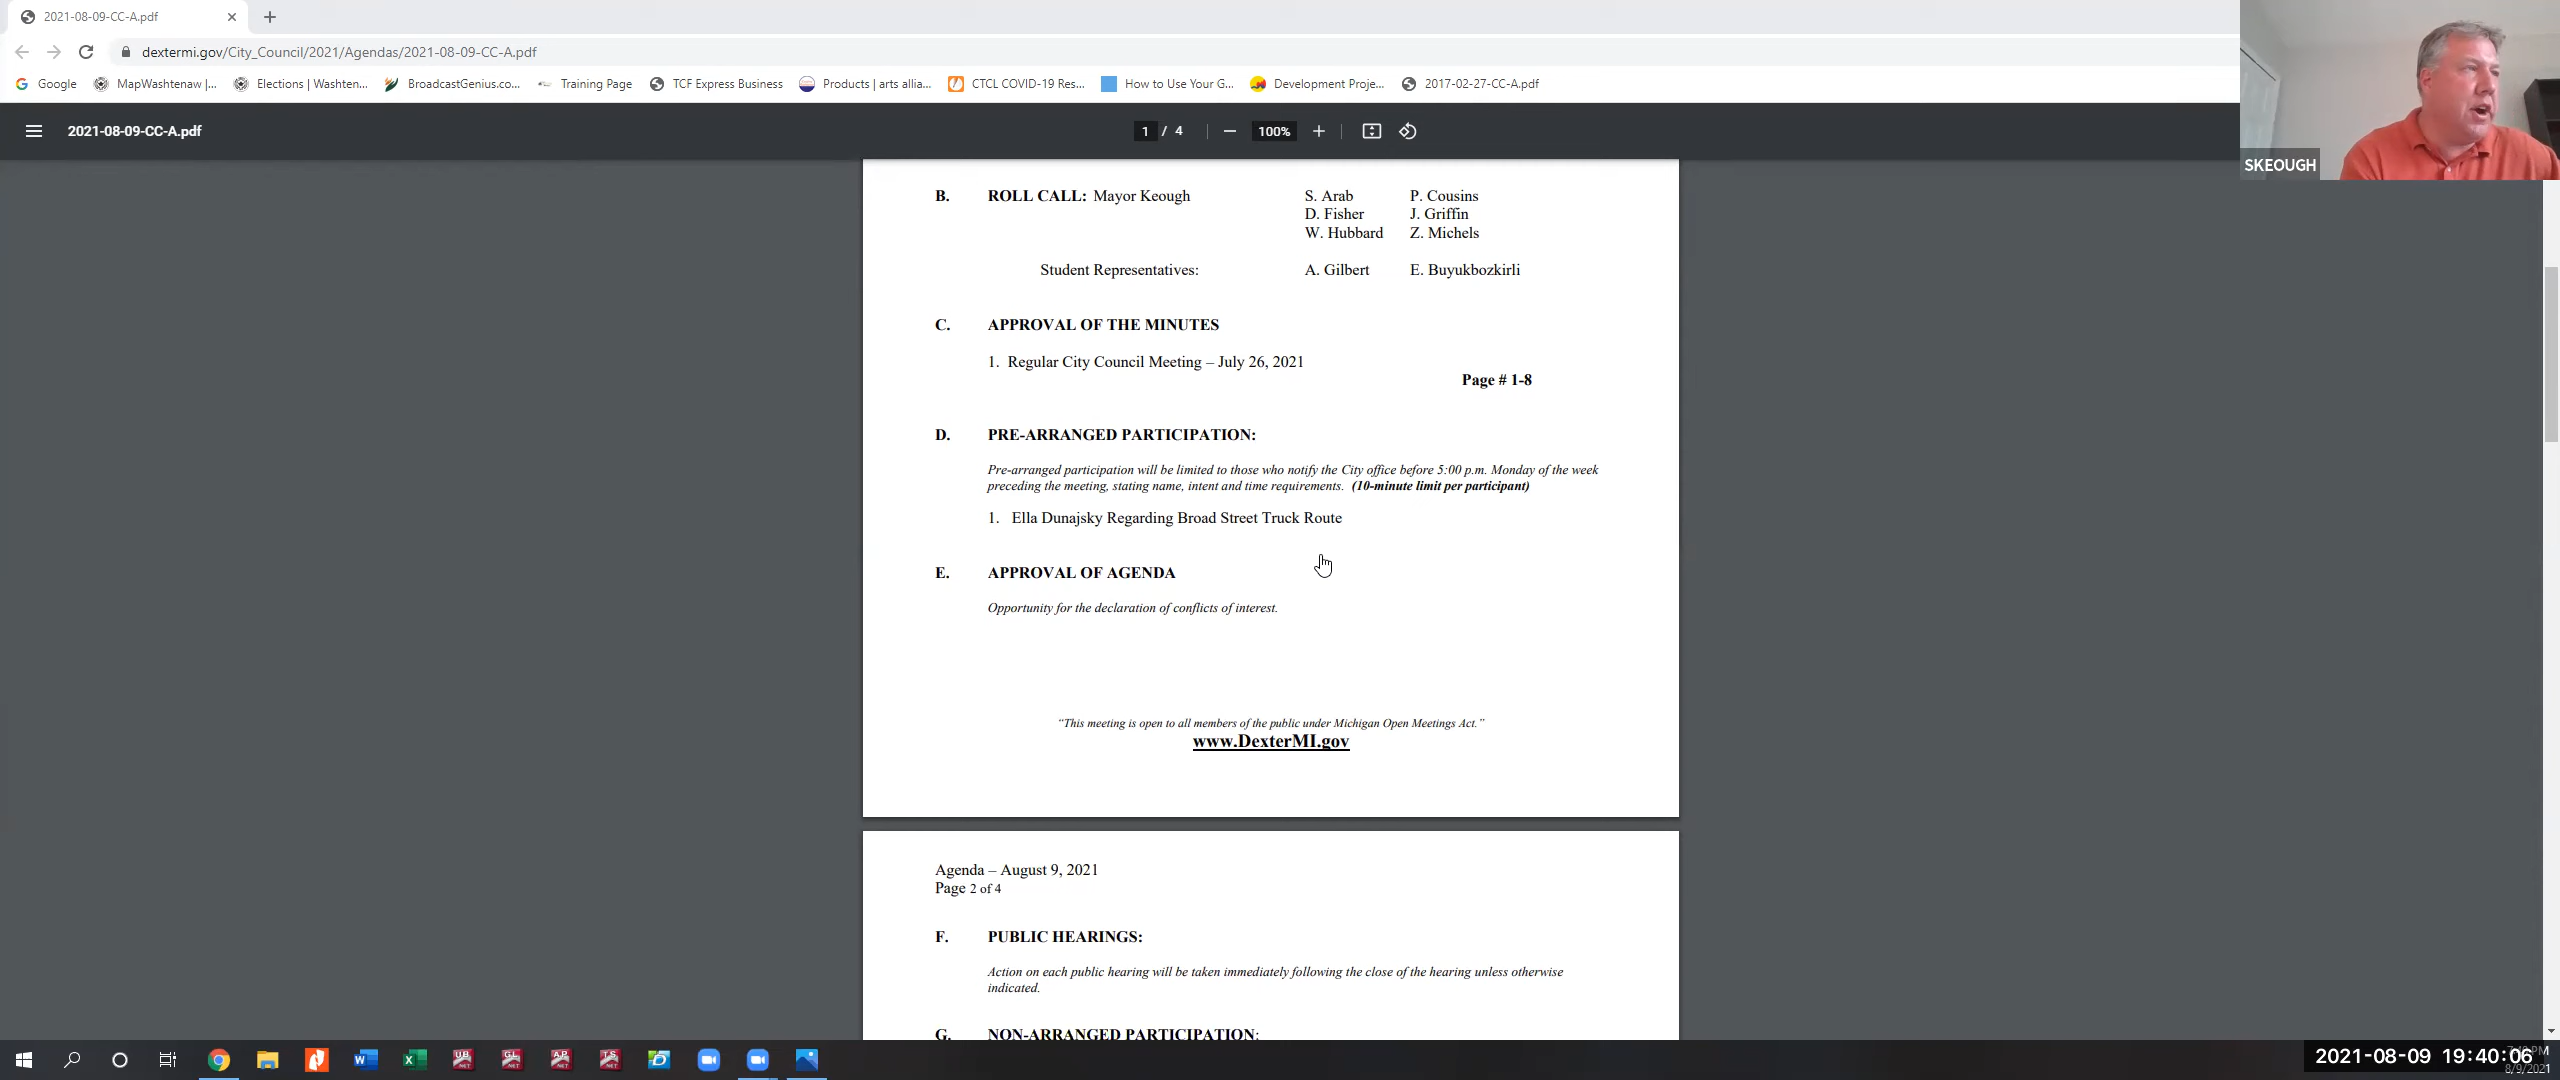 2021-08-09-CC-A.pdf
dextermi.gov/City_Council/2021/Agendas/2021-08-09-CC-A.pdf
Google MapWashtenaw |... Elections | Washten... BroadcastGenius.co... Training Page TCF Express Business Products | arts allia... CTCL COVID-19 Res... How to Use Your G... Development Proje... 2017-02-27-CC-A.pdf
2021-08-09-CC-A.pdf 1 / 4 100%
SKEOUGH
B. ROLL CALL: Mayor Keough S. Arab P. Cousins
D. Fisher J. Griffin
W. Hubbard Z. Michels
Student Representatives: A. Gilbert E. Buyukbozkirli
C. APPROVAL OF THE MINUTES
1. Regular City Council Meeting – July 26, 2021
Page # 1-8
D. PRE-ARRANGED PARTICIPATION:
Pre-arranged participation will be limited to those who notify the City office before 5:00 p.m. Monday of the week
preceding the meeting, stating name, intent and time requirements. (10-minute limit per participant)
1. Ella Dunajsky Regarding Broad Street Truck Route
E. APPROVAL OF AGENDA
Opportunity for the declaration of conflicts of interest.
“This meeting is open to all members of the public under Michigan Open Meetings Act.”
www.DexterMI.gov
Agenda – August 9, 2021
Page 2 of 4
F. PUBLIC HEARINGS:
Action on each public hearing will be taken immediately following the close of the hearing unless otherwise
indicated.
G. NON-ARRANGED PARTICIPATION:
2021-08-09 19:40:06
8/9/2021